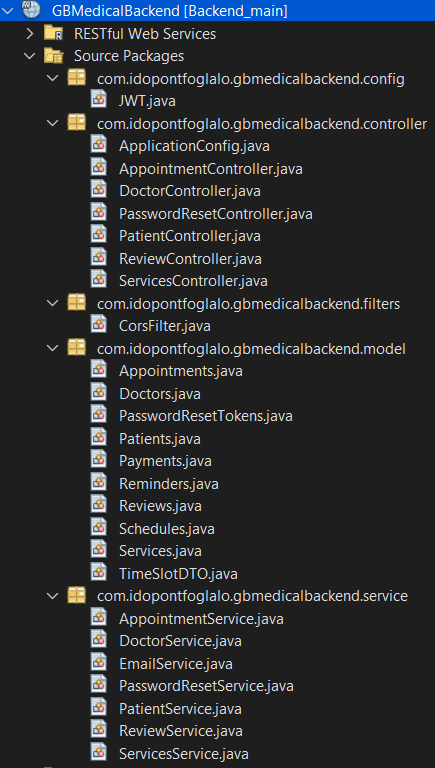 GBMedicalBackend [Backend_main]
RESTful Web Services
Source Packages
com.idopontfoglalo.gbmedicalbackend.config
JWT.java
com.idopontfoglalo.gbmedicalbackend.controller
ApplicationConfig.java
AppointmentController.java
DoctorController.java
PasswordResetController.java
PatientController.java
ReviewController.java
ServicesController.java
com.idopontfoglalo.gbmedicalbackend.filters
CorsFilter.java
com.idopontfoglalo.gbmedicalbackend.model
Appointments.java
Doctors.java
PasswordResetTokens.java
Patients.java
Payments.java
Reminders.java
Reviews.java
Schedules.java
Services.java
TimeSlotDTO.java
com.idopontfoglalo.gbmedicalbackend.service
AppointmentService.java
DoctorService.java
EmailService.java
PasswordResetService.java
PatientService.java
ReviewService.java
ServicesService.java